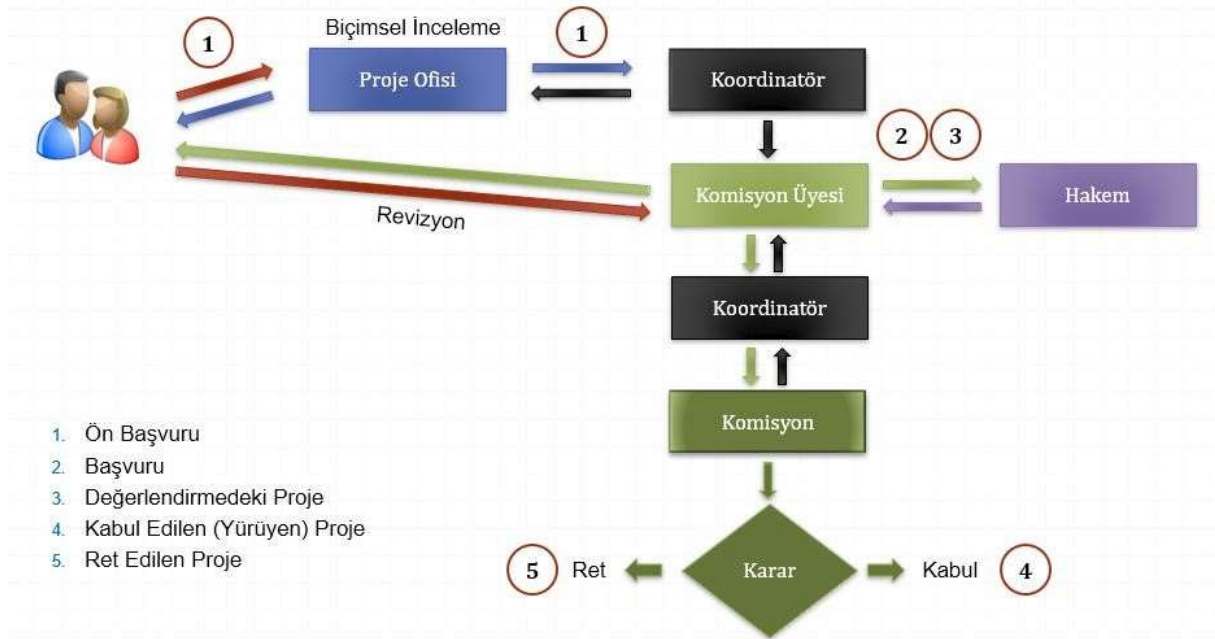 1
Biçimsel İnceleme
1
Proje Ofisi
Koordinatör
2
3
Komisyon Üyesi
Hakem
Revizyon
Koordinatör
Komisyon
1. Ön Başvuru
2. Başvuru
3. Değerlendirmedeki Proje
4. Kabul Edilen (Yürüyen) Proje
5. Ret Edilen Proje
5
Ret
Karar
Kabul
4